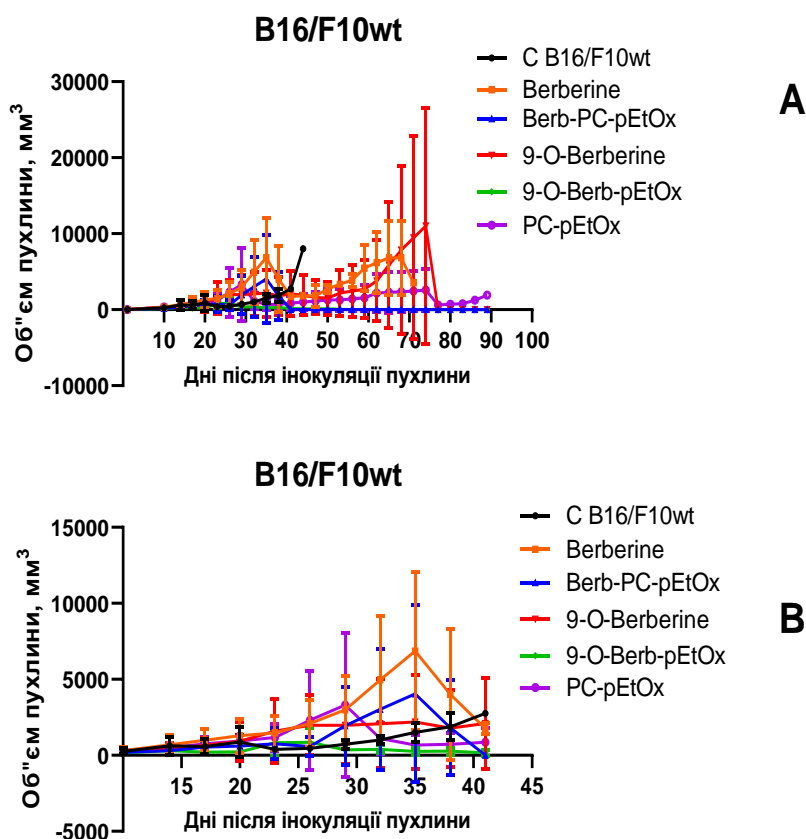 B16/F10wt
A
C B16/F10wt
Berberine
Berb-PC-pEtOx
9-O-Berberine
9-O-Berb-pEtOx
PC-pEtOx
Об"єм пухлини, мм³
30000
20000
10000
0
-10000
10 20 30 40 50 60 70 80 90 100
Дні після інокуляції пухлини
B16/F10wt
B
C B16/F10wt
Berberine
Berb-PC-pEtOx
9-O-Berberine
9-O-Berb-pEtOx
PC-pEtOx
Об"єм пухлини, мм³
15000
10000
5000
0
-5000
15 20 25 30 35 40 45
Дні після інокуляції пухлини